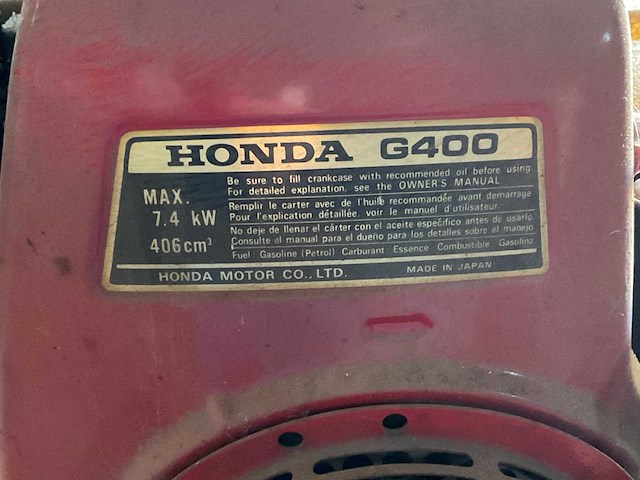 HONDA G400
MAX.
7.4 kW
406cm³
Be sure to fill crankcase with recommended oil before using
For detailed explanation, see the OWNER'S MANUAL
Remplir le carter avec de l'huile recommandée avant demarrage
Pour l'explication détaillée, voir le manuel d'utilisateur.
No deje de llenar el cárter con el aceite específico antes de usarlo
Consulte el manual para el dueño para los detalles sobre el manejo
Fuel: Gasoline (Petrol) Carburant: Essence Combustible Gasolina
HONDA MOTOR CO., LTD. MADE IN JAPAN